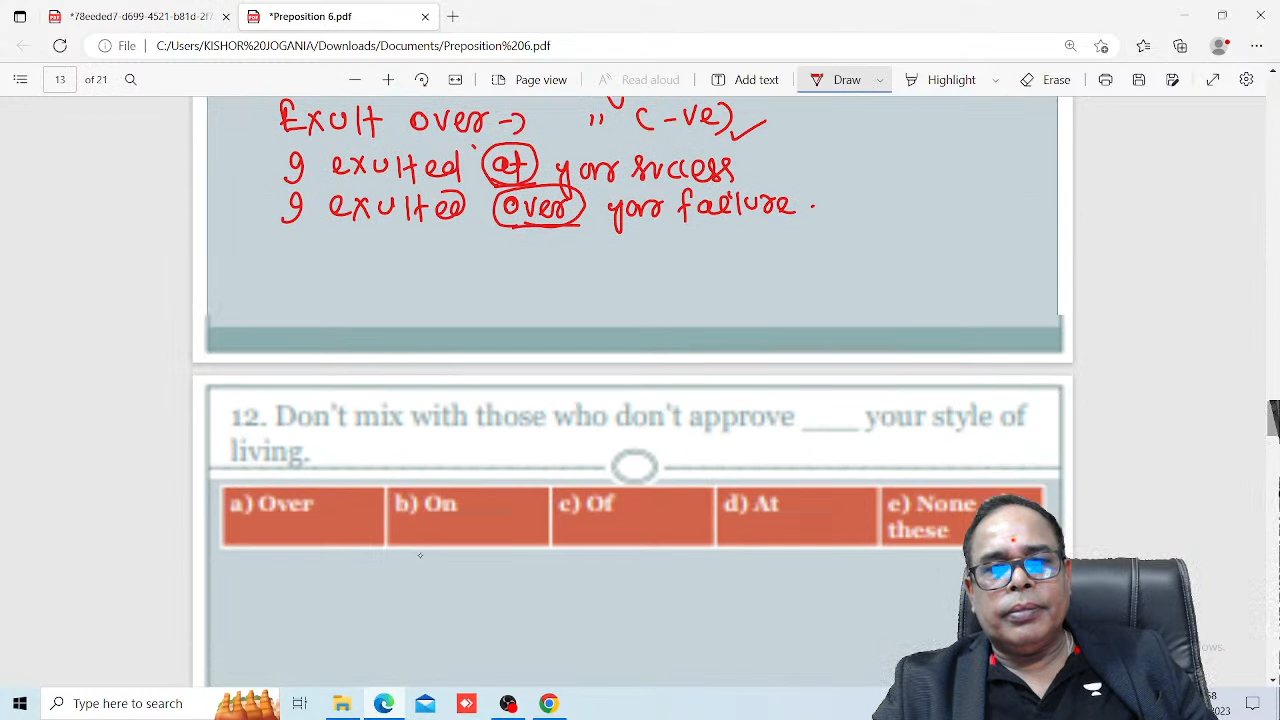 *78eeded7-d699-4521-b81d-2f7
*Preposition 6.pdf
File C:/Users/KISHOR%20JOGANIA/Downloads/Documents/Preposition%206.pdf
13 of 21 Page view Read aloud Add text Draw Highlight Erase
Exult over → " (-ve)
I exulted at your success
I exulted over your failure.
12. Don't mix with those who don't approve ____ your style of
living.
a) Over b) On c) Of d) At e) None
these
Type here to search
2023